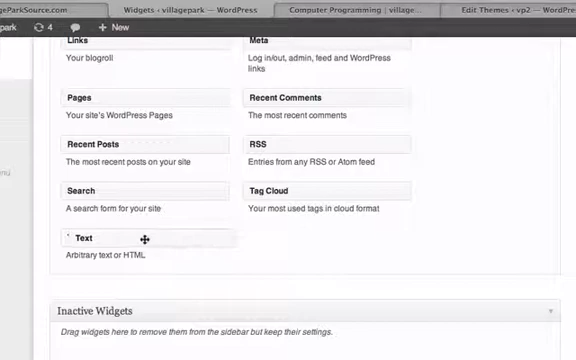 ParkSource.com Widgets ‹ villagepark — WordPress Computer Programming | village... Edit Themes ‹ vp2 — WordPre
park 4 + New
Links Meta
Your blogroll Log in/out, admin, feed and WordPress
links
Pages Recent Comments
Your site's WordPress Pages The most recent comments
Recent Posts RSS
The most recent posts on your site Entries from any RSS or Atom feed
Search Tag Cloud
A search form for your site Your most used tags in cloud format
Text
Arbitrary text or HTML
Inactive Widgets
Drag widgets here to remove them from the sidebar but keep their settings.